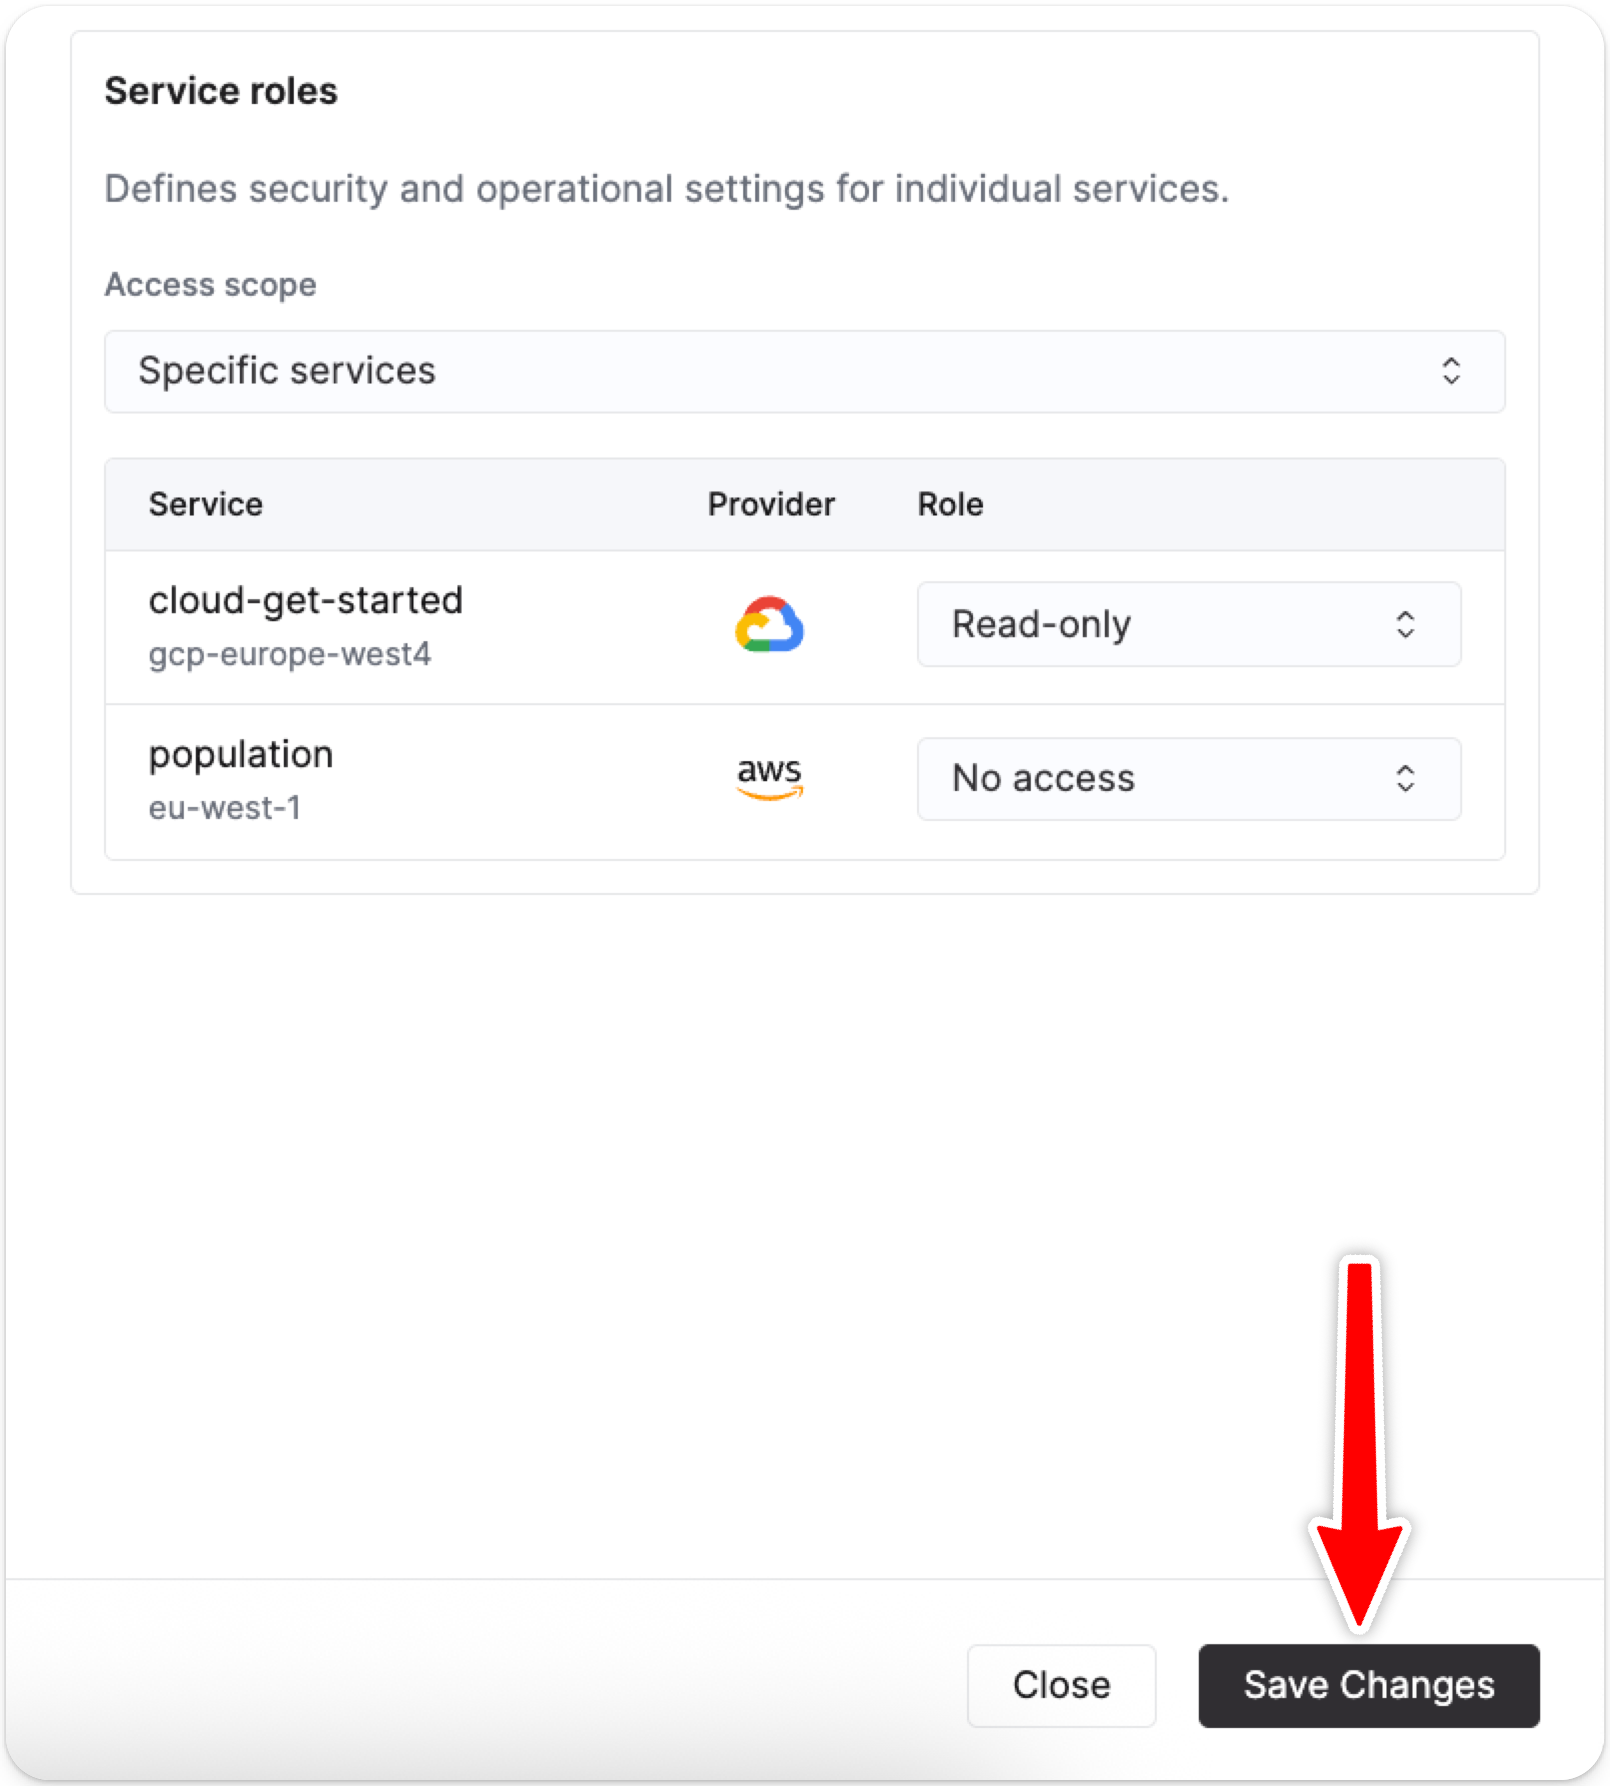 Service roles
Defines security and operational settings for individual services.
Access scope
Specific services
Service Provider Role
cloud-get-started
gcp-europe-west4
Read-only
population
eu-west-1
aws
No access
Close Save Changes